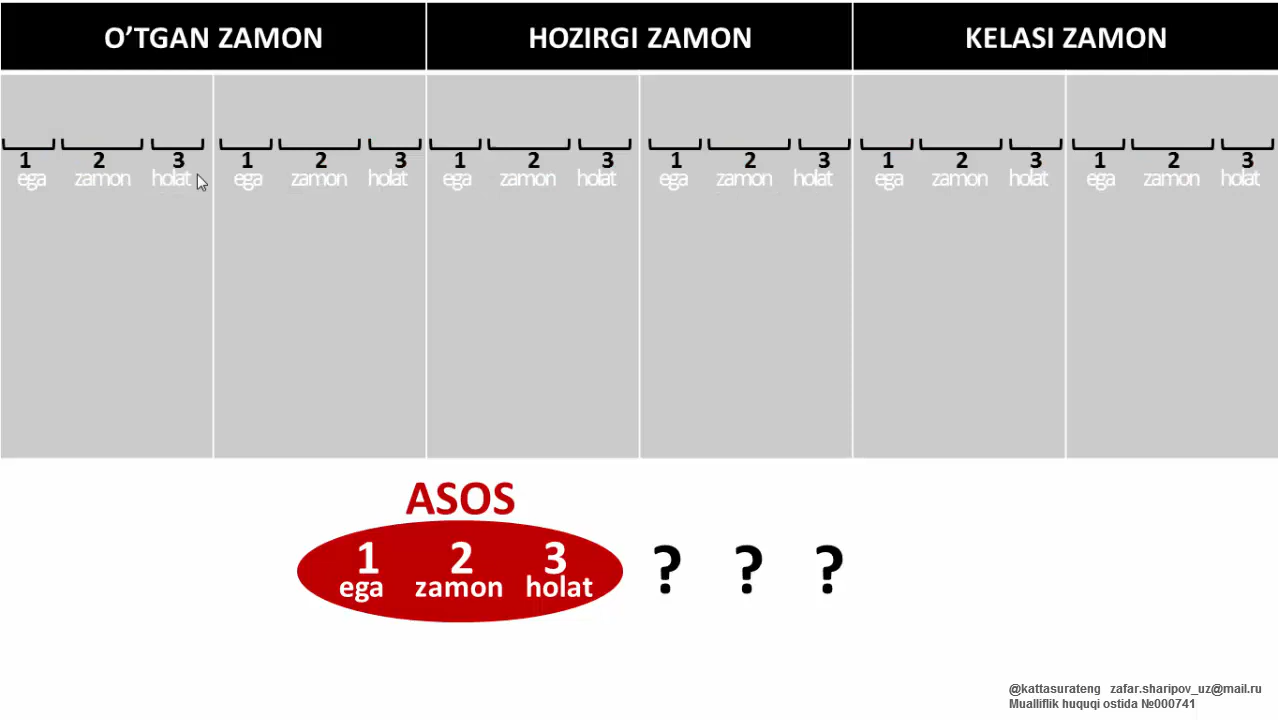 O’TGAN ZAMON HOZIRGI ZAMON KELASI ZAMON
1 2 3 1 2 3 1 2 3 1 2 3 1 2 3 1 2 3
ega zamon holat ega zamon holat ega zamon holat ega zamon holat ega zamon holat ega zamon holat
ASOS
1 2 3 ? ? ?
ega zamon holat
@kattasurateng zafar.sharipov_uz@mail.ru
Mualliflik huquqi ostida №000741